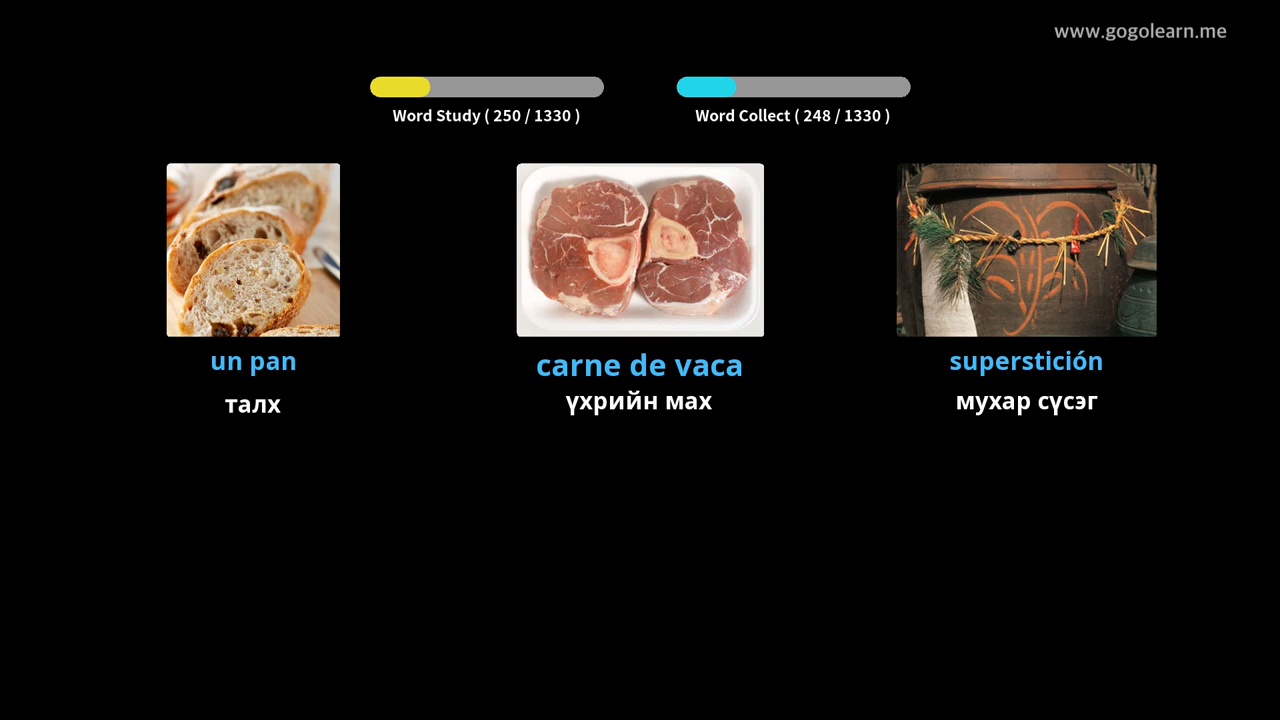 www.gogolearn.me
Word Study ( 250 / 1330 )
Word Collect ( 248 / 1330 )
un pan
carne de vaca
superstición
талх
үхрийн мах
мухар сүсэг